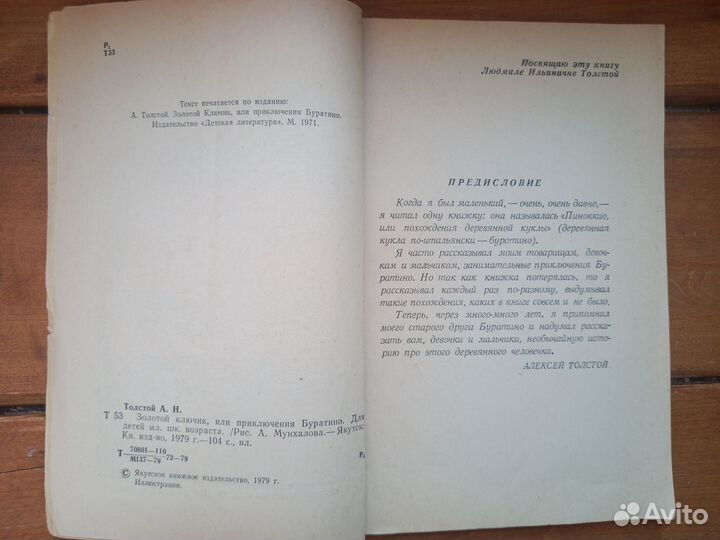 Р₁
Т53
Текст печатается по изданию:
А. Толстой. Золотой Ключик, или приключения Буратино.
Издательство «Детская литература», М. 1971.
Толстой А. Н.
Т 53 Золотой ключик, или приключения Буратино. Для
детей мл. шк. возраста. /Рис. А. Мунхалова.—Якутск:
Кн. изд-во, 1979 г.—104 с., ил.
Т 70801—110
М137—79 72—79 Р₁
© Якутское книжное издательство, 1979 г.
Иллюстрации.
Посвящаю эту книгу
Людмиле Ильиничне Толстой
ПРЕДИСЛОВИЕ
Когда я был маленький,—очень, очень давно,—
я читал одну книжку: она называлась «Пиноккио,
или похождения деревянной куклы» (деревянная
кукла по-итальянски—буратино).
Я часто рассказывал моим товарищам, девоч-
кам и мальчикам, занимательные приключения Бу-
ратино. Но так как книжка потерялась, то я
рассказывал каждый раз по-разному, выдумывал
такие похождения, каких в книге совсем и не было.
Теперь, через много-много лет, я припомнил
моего старого друга Буратино и надумал расска-
зать вам, девочки и мальчики, необычайную исто-
рию про этого деревянного человечка.
АЛЕКСЕЙ ТОЛСТОЙ
Avito